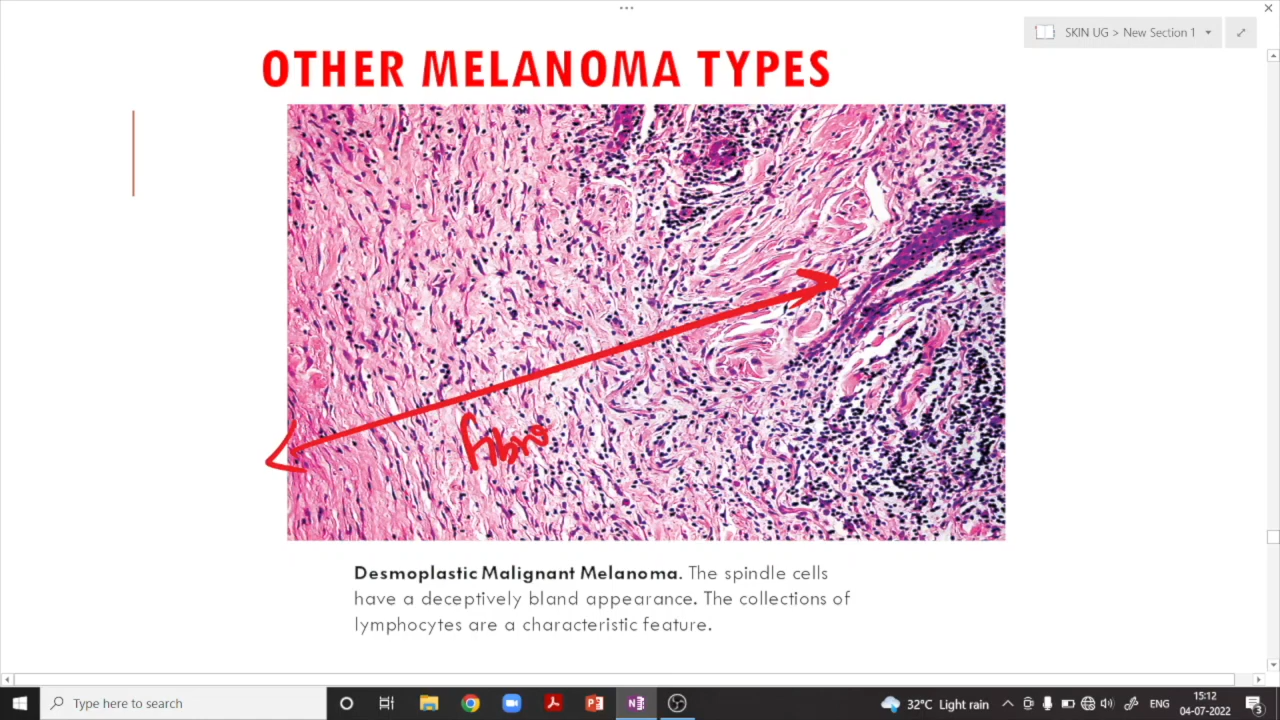 SKIN UG > New Section 1
OTHER MELANOMA TYPES
fibro
Desmoplastic Malignant Melanoma. The spindle cells
have a deceptively bland appearance. The collections of
lymphocytes are a characteristic feature.
Type here to search
32°C Light rain
ENG
15:12
04-07-2022
3